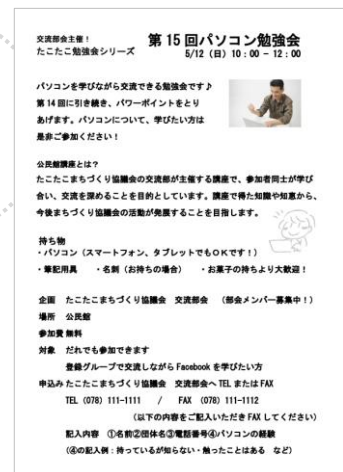 交流部会主催！
たこたこ勉強会シリーズ
第 15 回パソコン勉強会
5/12（日）10：00 － 12：00
パソコンを学びながら交流できる勉強会です♪
第 14 回に引き続き、パワーポイントをとり
あげます。パソコンについて、学びたい方は
是非ご参加ください！
公民館講座とは？
たこたこまちづくり協議会の交流部が主催する講座で、参加者同士が学び
合い、交流を深めることを目的としています。講座で得た知識や知恵から、
今後まちづくり協議会の活動が発展することを目指します。
持ち物
・パソコン（スマートフォン、タブレットでもＯＫです！）
・筆記用具　・名刺（お持ちの場合）　・お菓子の持ちより大歓迎！
企画　たこたこまちづくり協議会　交流部会　（部会メンバー募集中！）
場所　公民館
参加費 無料
対象　だれでも参加できます
登録グループで交流しながら Facebook を学びたい方
申込み たこたこまちづくり協議会　交流部会へ TEL または FAX
TEL (078) 111-1111　/　FAX (078) 111-1112
（以下の内容をご記入いただき FAX してください）
記入内容　①名前②団体名③電話番号④パソコンの経験
（④の記入例：持っているが知らない・触ったことはある　など）